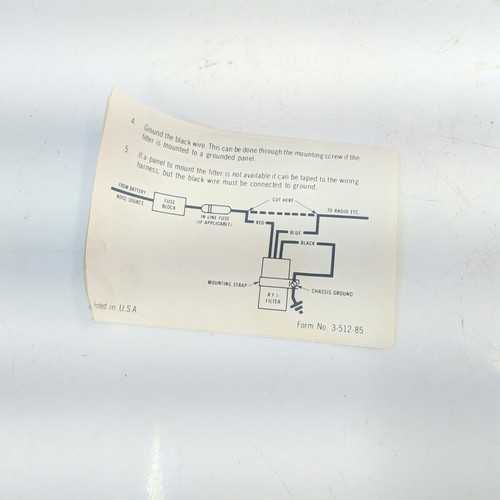 4. Ground the black wire. This can be done through the mounting screw if the
filter is mounted to a grounded panel.
5. If a panel to mount the filter is not available it can be taped to the wiring
harness, but the black wire must be connected to ground.
FROM BATTERY
NOISE SOURCE
FUSE
BLOCK
IN LINE FUSE
(IF APPLICABLE)
CUT HERE
TO RADIO ETC.
RED
BLUE
BLACK
MOUNTING STRAP
CHASSIS GROUND
R F I
FILTER
in U.S.A
Form No. 3-512-85